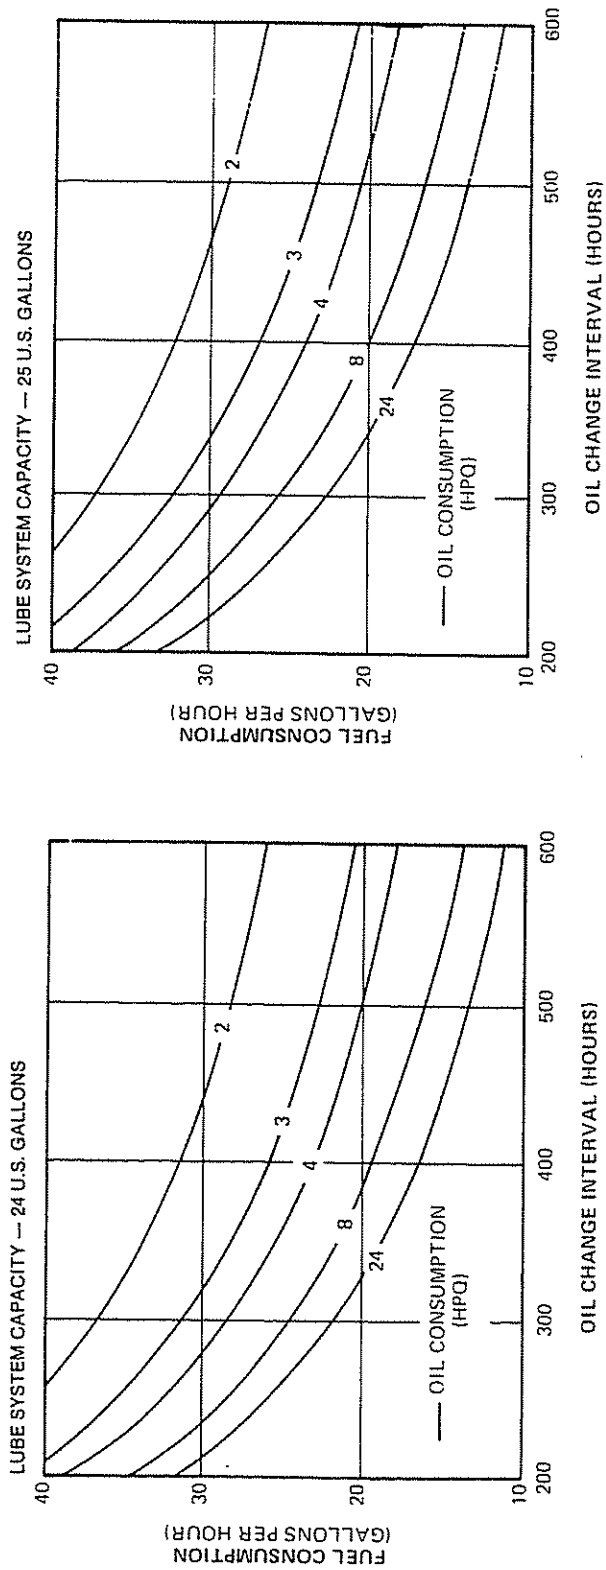 LUBE SYSTEM CAPACITY — 24 U.S. GALLONS
FUEL CONSUMPTION
(GALLONS PER HOUR)
40
30
20
10
2
3
4
8
24
— OIL CONSUMPTION
(HPQ)
200
300
400
500
600
OIL CHANGE INTERVAL (HOURS)
LUBE SYSTEM CAPACITY — 25 U.S. GALLONS
FUEL CONSUMPTION
(GALLONS PER HOUR)
40
30
20
10
2
3
4
8
24
— OIL CONSUMPTION
(HPQ)
200
300
400
500
600
OIL CHANGE INTERVAL (HOURS)